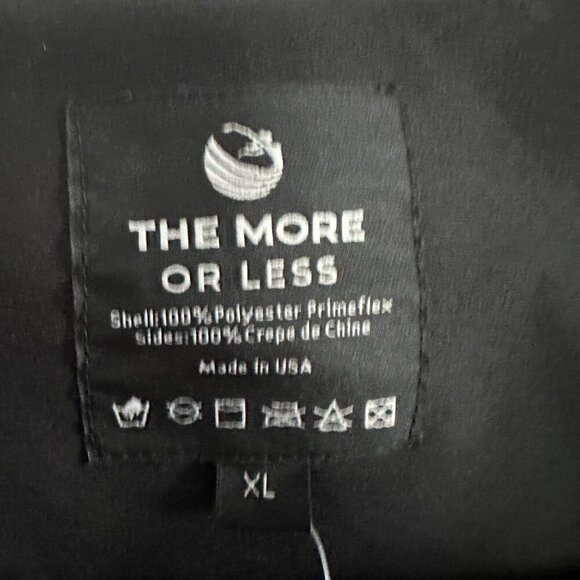 THE MORE
OR LESS
Shell:100%Polyester Primeflex
Sides:100%Crepe de Chine
Made in USA
XL